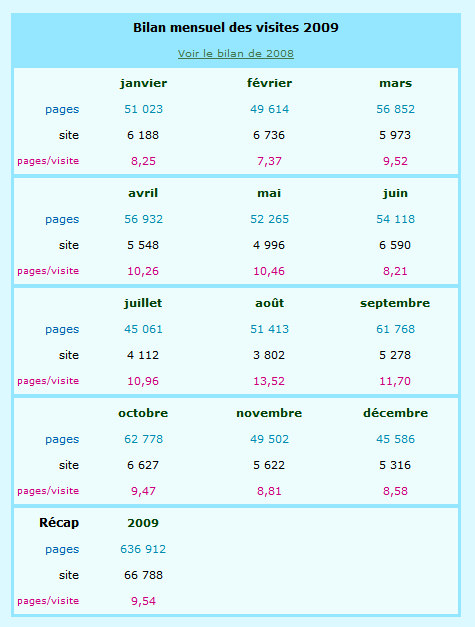 Bilan mensuel des visites 2009
Voir le bilan de 2008
janvier février mars
pages 51 023 49 614 56 852
site 6 188 6 736 5 973
pages/visite 8,25 7,37 9,52
avril mai juin
pages 56 932 52 265 54 118
site 5 548 4 996 6 590
pages/visite 10,26 10,46 8,21
juillet août septembre
pages 45 061 51 413 61 768
site 4 112 3 802 5 278
pages/visite 10,96 13,52 11,70
octobre novembre décembre
pages 62 778 49 502 45 586
site 6 627 5 622 5 316
pages/visite 9,47 8,81 8,58
Récap 2009
pages 636 912
site 66 788
pages/visite 9,54